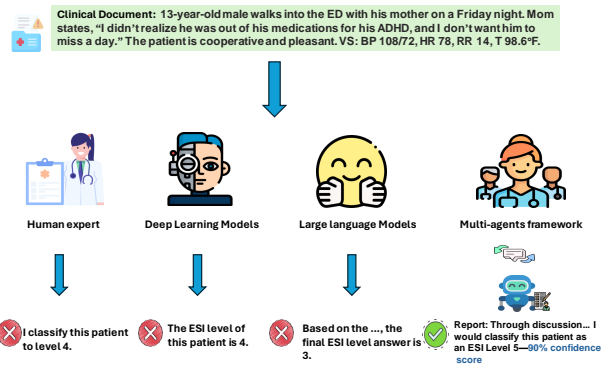 Clinical Document: 13-year-old male walks into the ED with his mother on a Friday night. Mom
states, “I didn’t realize he was out of his medications for his ADHD, and I don’t want him to
miss a day.” The patient is cooperative and pleasant. VS: BP 108/72, HR 78, RR 14, T 98.6°F.
Human expert
Deep Learning Models
Large language Models
Multi-agents framework
I classify this patient
to level 4.
The ESI level of
this patient is 4.
Based on the ..., the
final ESI level answer is
3.
Report: Through discussion... I
would classify this patient as
an ESI Level 5—90% confidence
score